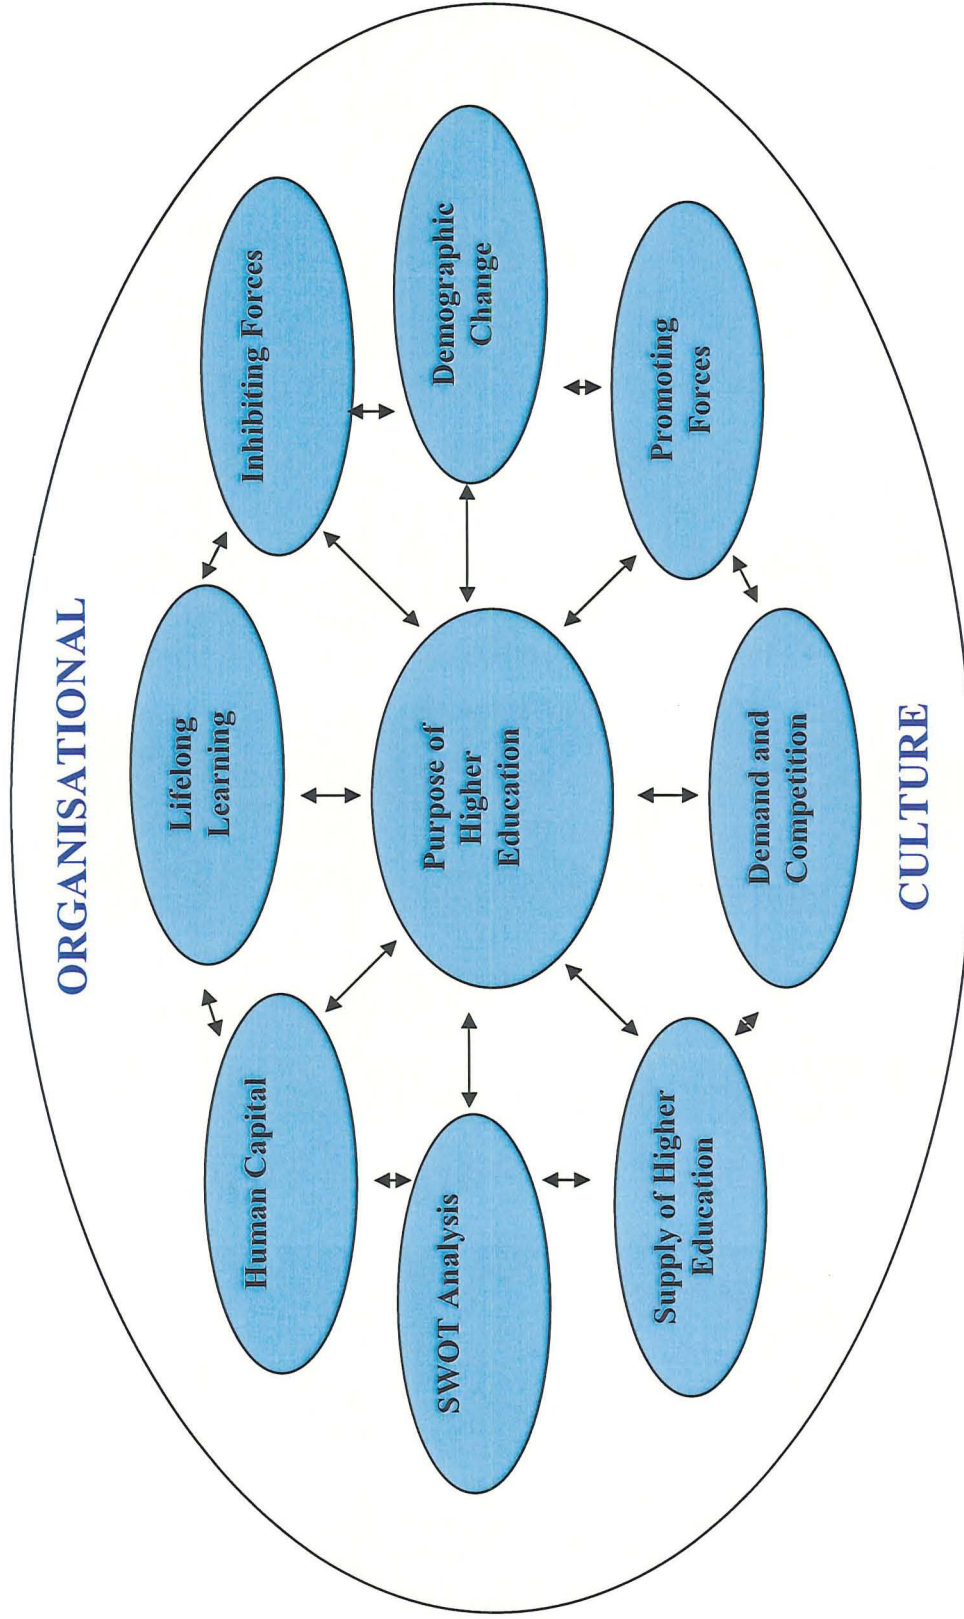 ORGANISATIONAL
Lifelong
Learning
Human Capital
Inhibiting Forces
SWOT Analysis
Purpose of
Higher
Education
Demographic
Change
Supply of Higher
Education
Promoting
Forces
Demand and
Competition
CULTURE